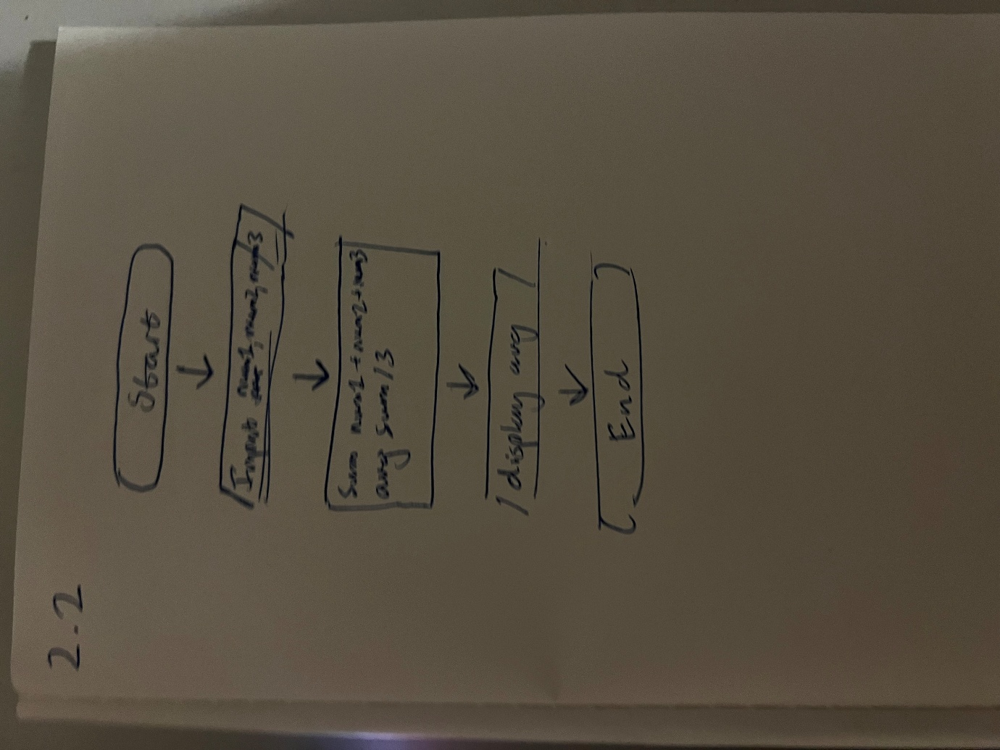 2.2
Start
Input num1, num2, num3
Sum num1 + num2 + num3
avg sum / 3
display avg
End